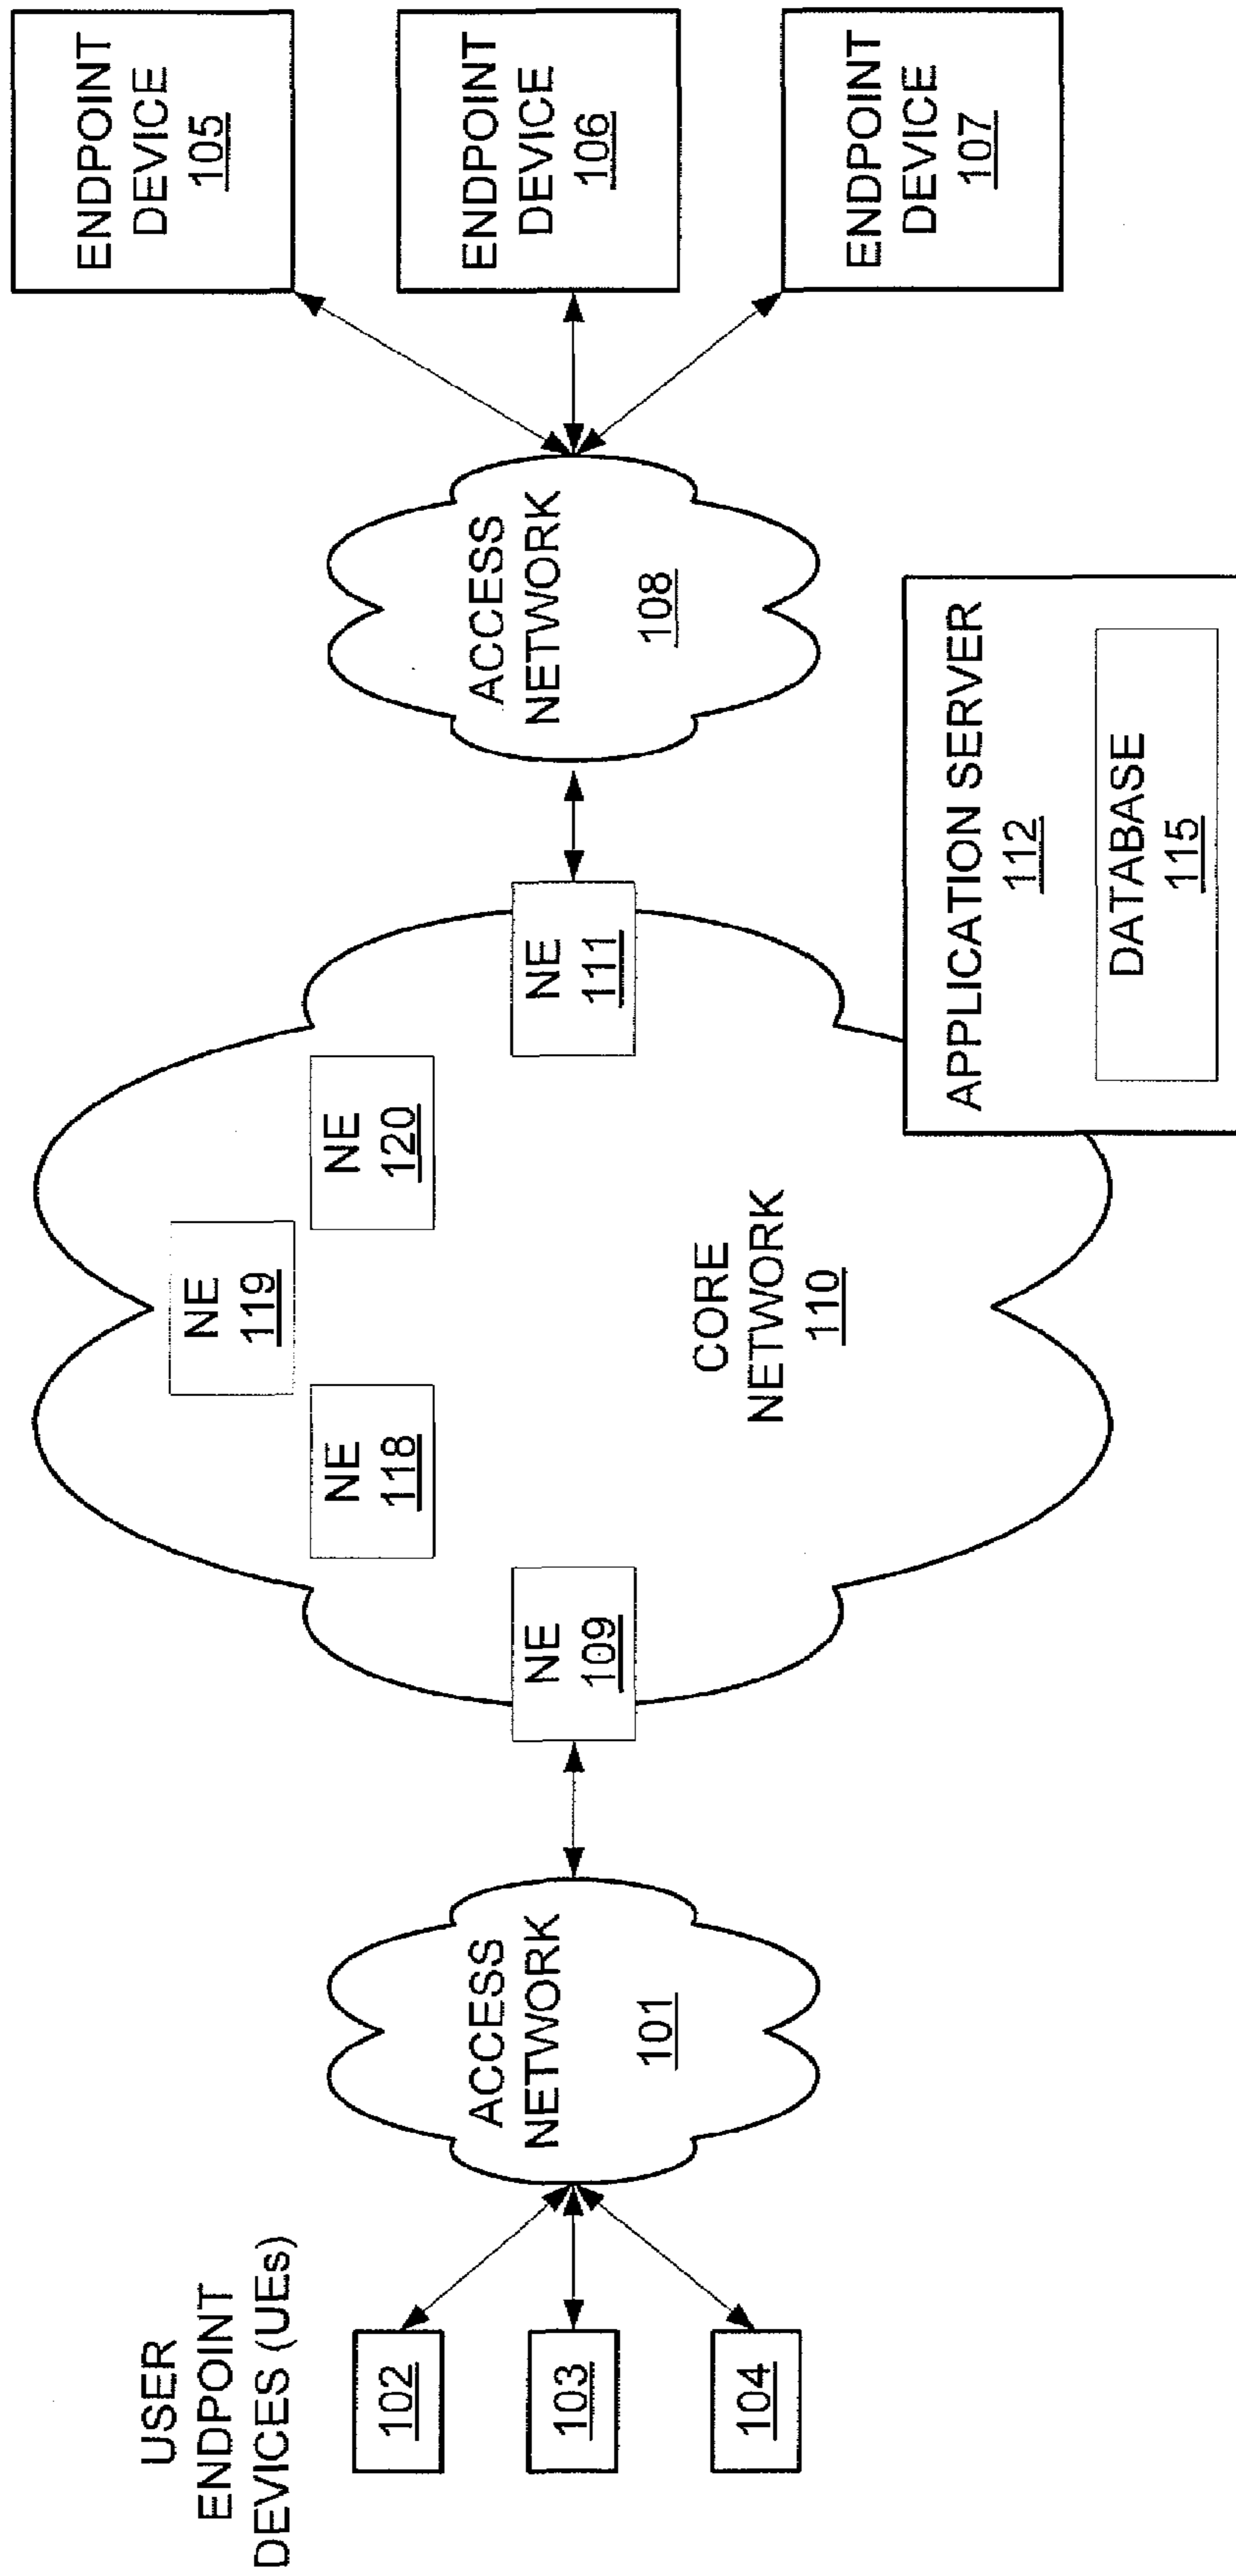 USER
ENDPOINT
DEVICES (UEs)
102
103
104
ACCESS
NETWORK
101
NE
109
NE
118
NE
119
NE
120
NE
111
CORE
NETWORK
110
ACCESS
NETWORK
108
APPLICATION SERVER
112
DATABASE
115
ENDPOINT
DEVICE
105
ENDPOINT
DEVICE
106
ENDPOINT
DEVICE
107